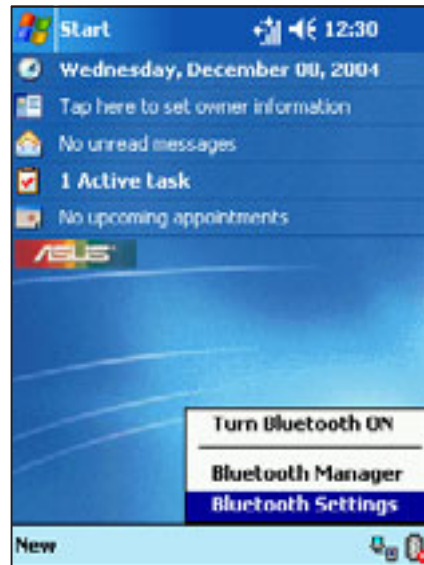 Start 12:30
Wednesday, December 08, 2004
Tap here to set owner information
No unread messages
1 Active task
No upcoming appointments
ASUS
Turn Bluetooth ON
Bluetooth Manager
Bluetooth Settings
New